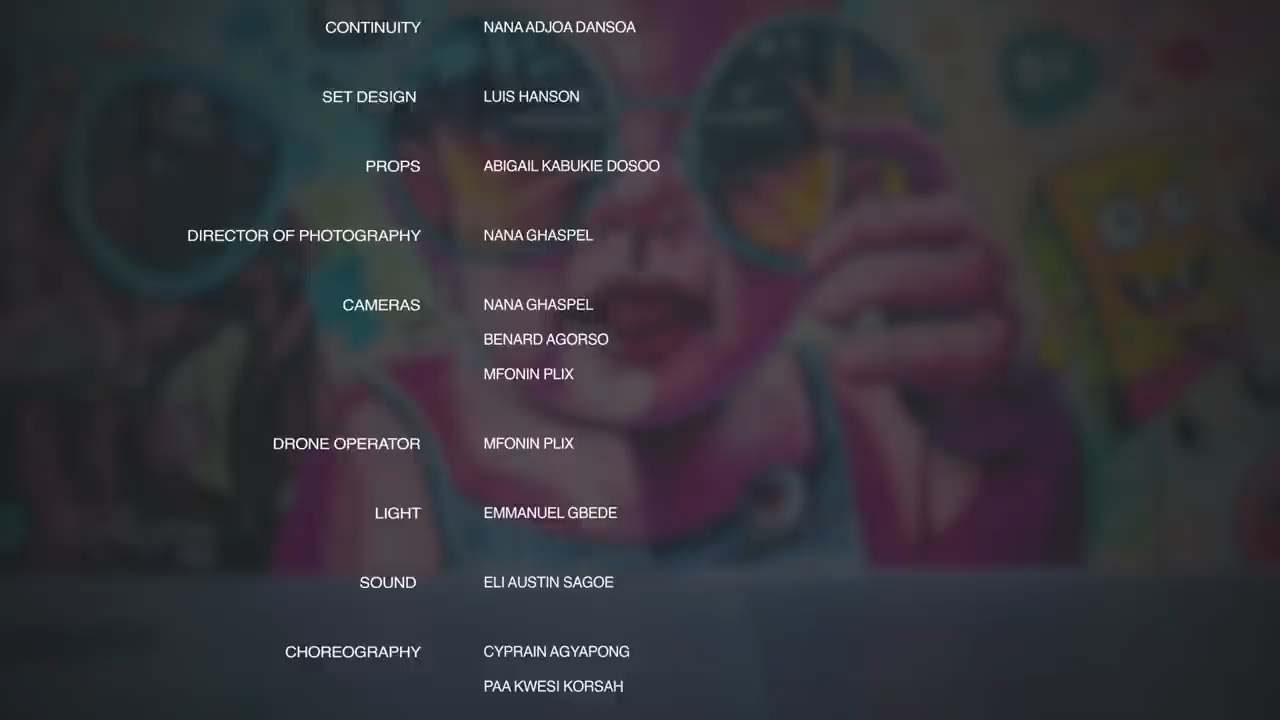 CONTINUITY NANA ADJOA DANSOA
SET DESIGN LUIS HANSON
PROPS ABIGAIL KABUKIE DOSOO
DIRECTOR OF PHOTOGRAPHY NANA GHASPEL
CAMERAS NANA GHASPEL
BENARD AGORSO
MFONIN PLIX
DRONE OPERATOR MFONIN PLIX
LIGHT EMMANUEL GBEDE
SOUND ELI AUSTIN SAGOE
CHOREOGRAPHY CYPRAIN AGYAPONG
PAA KWESI KORSAH